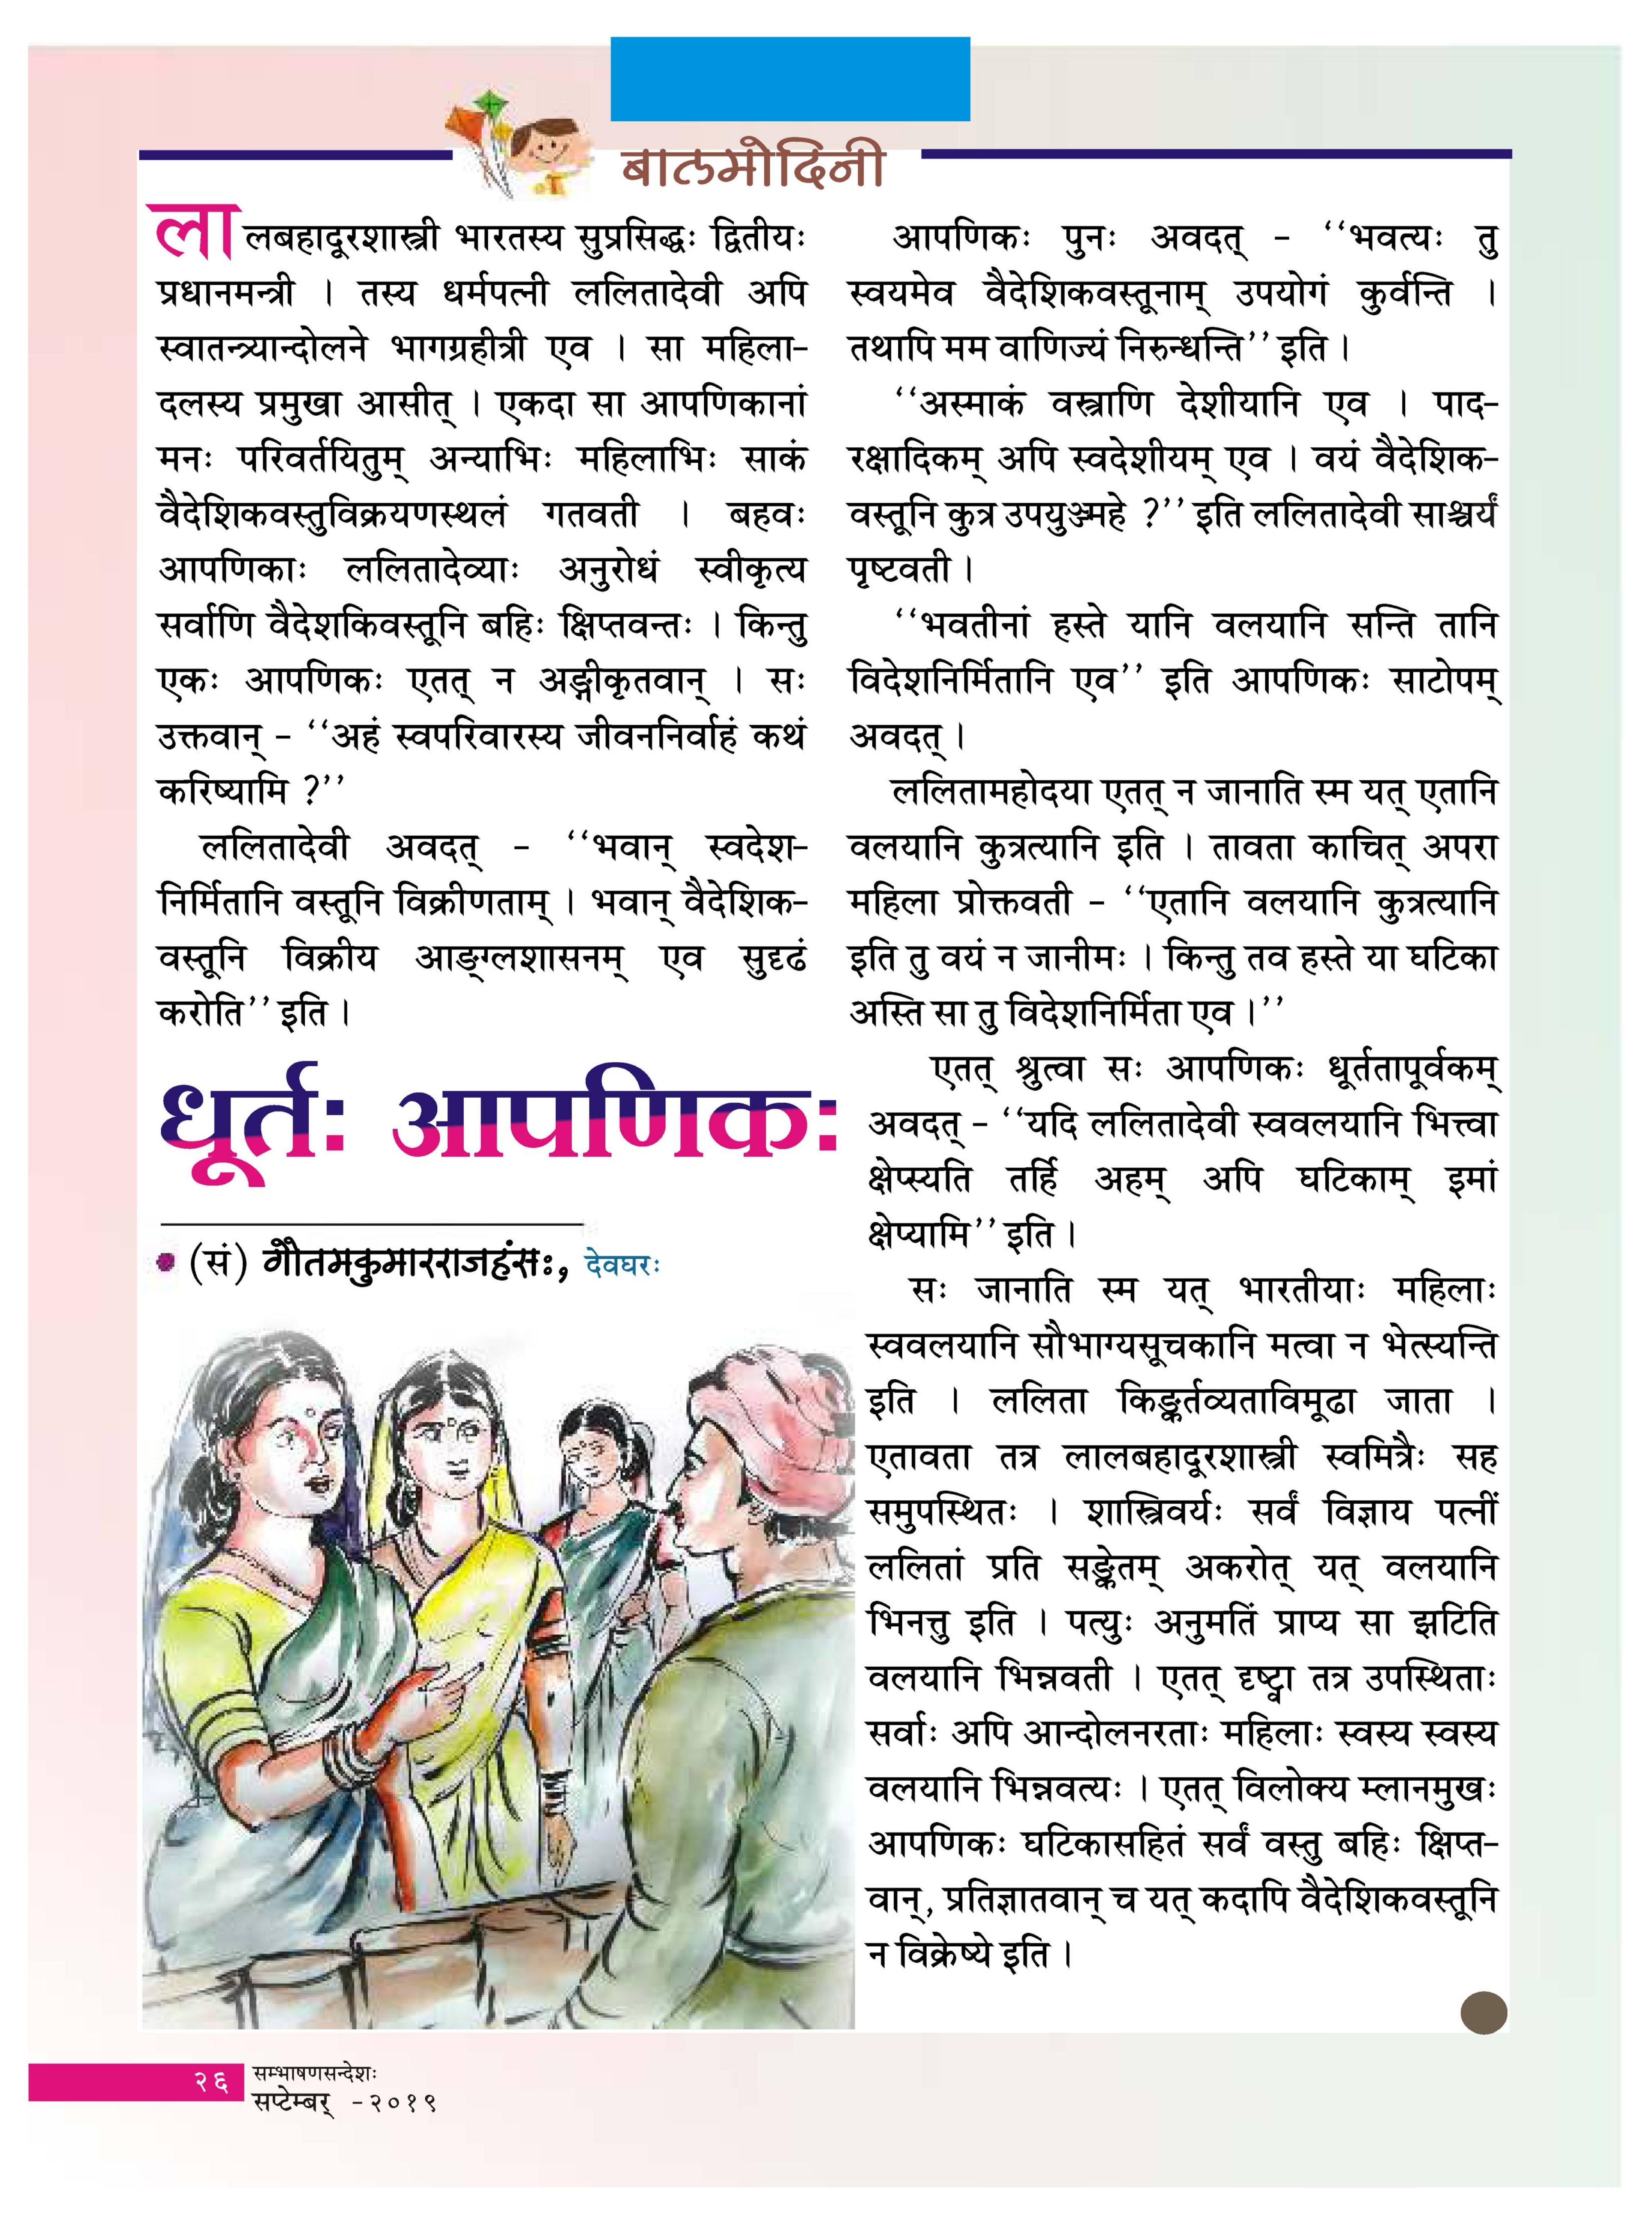 बालमोदिनी
लालबहादूरशास्त्री भारतस्य सुप्रसिद्धः द्वितीयः
प्रधानमन्त्री । तस्य धर्मपत्नी ललितादेवी अपि
स्वातन्त्र्यान्दोलने भागग्रहीत्री एव । सा महिला-
दलस्य प्रमुखा आसीत् । एकदा सा आपणिकानां
मनः परिवर्तयितुम् अन्याभिः महिलाभिः साकं
वैदेशिकवस्तुविक्रयणस्थलं गतवती । बहवः
आपणिकाः ललितादेव्याः अनुरोधं स्वीकृत्य
सर्वाणि वैदेशकिवस्तूनि बहिः क्षिप्तवन्तः । किन्तु
एकः आपणिकः एतत् न अङ्गीकृतवान् । सः
उक्तवान् – ‘‘अहं स्वपरिवारस्य जीवननिर्वाहं कथं
करिष्यामि ?’’
ललितादेवी अवदत् – ‘‘भवान् स्वदेश-
निर्मितानि वस्तूनि विक्रीणताम् । भवान् वैदेशिक-
वस्तूनि विक्रीय आङ्ग्लशासनम् एव सुदृढं
करोति’’ इति ।
धूर्तः आपणिकः
• (सं) गौतमकुमारराजहंसः, देवघरः
आपणिकः पुनः अवदत् – ‘‘भवत्यः तु
स्वयमेव वैदेशिकवस्तूनाम् उपयोगं कुर्वन्ति ।
तथापि मम वाणिज्यं निरुन्धन्ति’’ इति ।
‘‘अस्माकं वस्त्राणि देशीयानि एव । पाद-
रक्षादिकम् अपि स्वदेशीयम् एव । वयं वैदेशिक-
वस्तूनि कुत्र उपयुञ्ज्महे ?’’ इति ललितादेवी साश्चर्यं
पृष्टवती ।
‘‘भवतीनां हस्ते यानि वलयानि सन्ति तानि
विदेशनिर्मितानि एव’’ इति आपणिकः साटोपम्
अवदत् ।
ललितामहोदया एतत् न जानाति स्म यत् एतानि
वलयानि कुत्रत्यानि इति । तावता काचित् अपरा
महिला प्रोक्तवती – ‘‘एतानि वलयानि कुत्रत्यानि
इति तु वयं न जानीमः । किन्तु तव हस्ते या घटिका
अस्ति सा तु विदेशनिर्मिता एव ।’’
एतत् श्रुत्वा सः आपणिकः धूर्ततापूर्वकम्
अवदत् – ‘‘यदि ललितादेवी स्ववलयानि भित्त्वा
क्षेप्स्यति तर्हि अहम् अपि घटिकाम् इमां
क्षेप्यामि’’ इति ।
सः जानाति स्म यत् भारतीयाः महिलाः
स्ववलयानि सौभाग्यसूचकानि मत्वा न भेत्स्यन्ति
इति । ललिता किङ्कर्तव्यताविमूढा जाता ।
एतावता तत्र लालबहादूरशास्त्री स्वमित्रैः सह
समुपस्थितः । शास्त्रिवर्यः सर्वं विज्ञाय पत्नीं
ललितां प्रति सङ्केतम् अकरोत् यत् वलयानि
भिनत्तु इति । पत्युः अनुमतिं प्राप्य सा झटिति
वलयानि भिन्नवती । एतत् दृष्ट्वा तत्र उपस्थिताः
सर्वाः अपि आन्दोलनरताः महिलाः स्वस्य स्वस्य
वलयानि भिन्नवत्यः । एतत् विलोक्य म्लानमुखः
आपणिकः घटिकासहितं सर्वं वस्तु बहिः क्षिप्त-
वान्, प्रतिज्ञातवान् च यत् कदापि वैदेशिकवस्तूनि
न विक्रेष्ये इति ।
२६ सम्भाषणसन्देशः
सप्टेम्बर् -२०१९